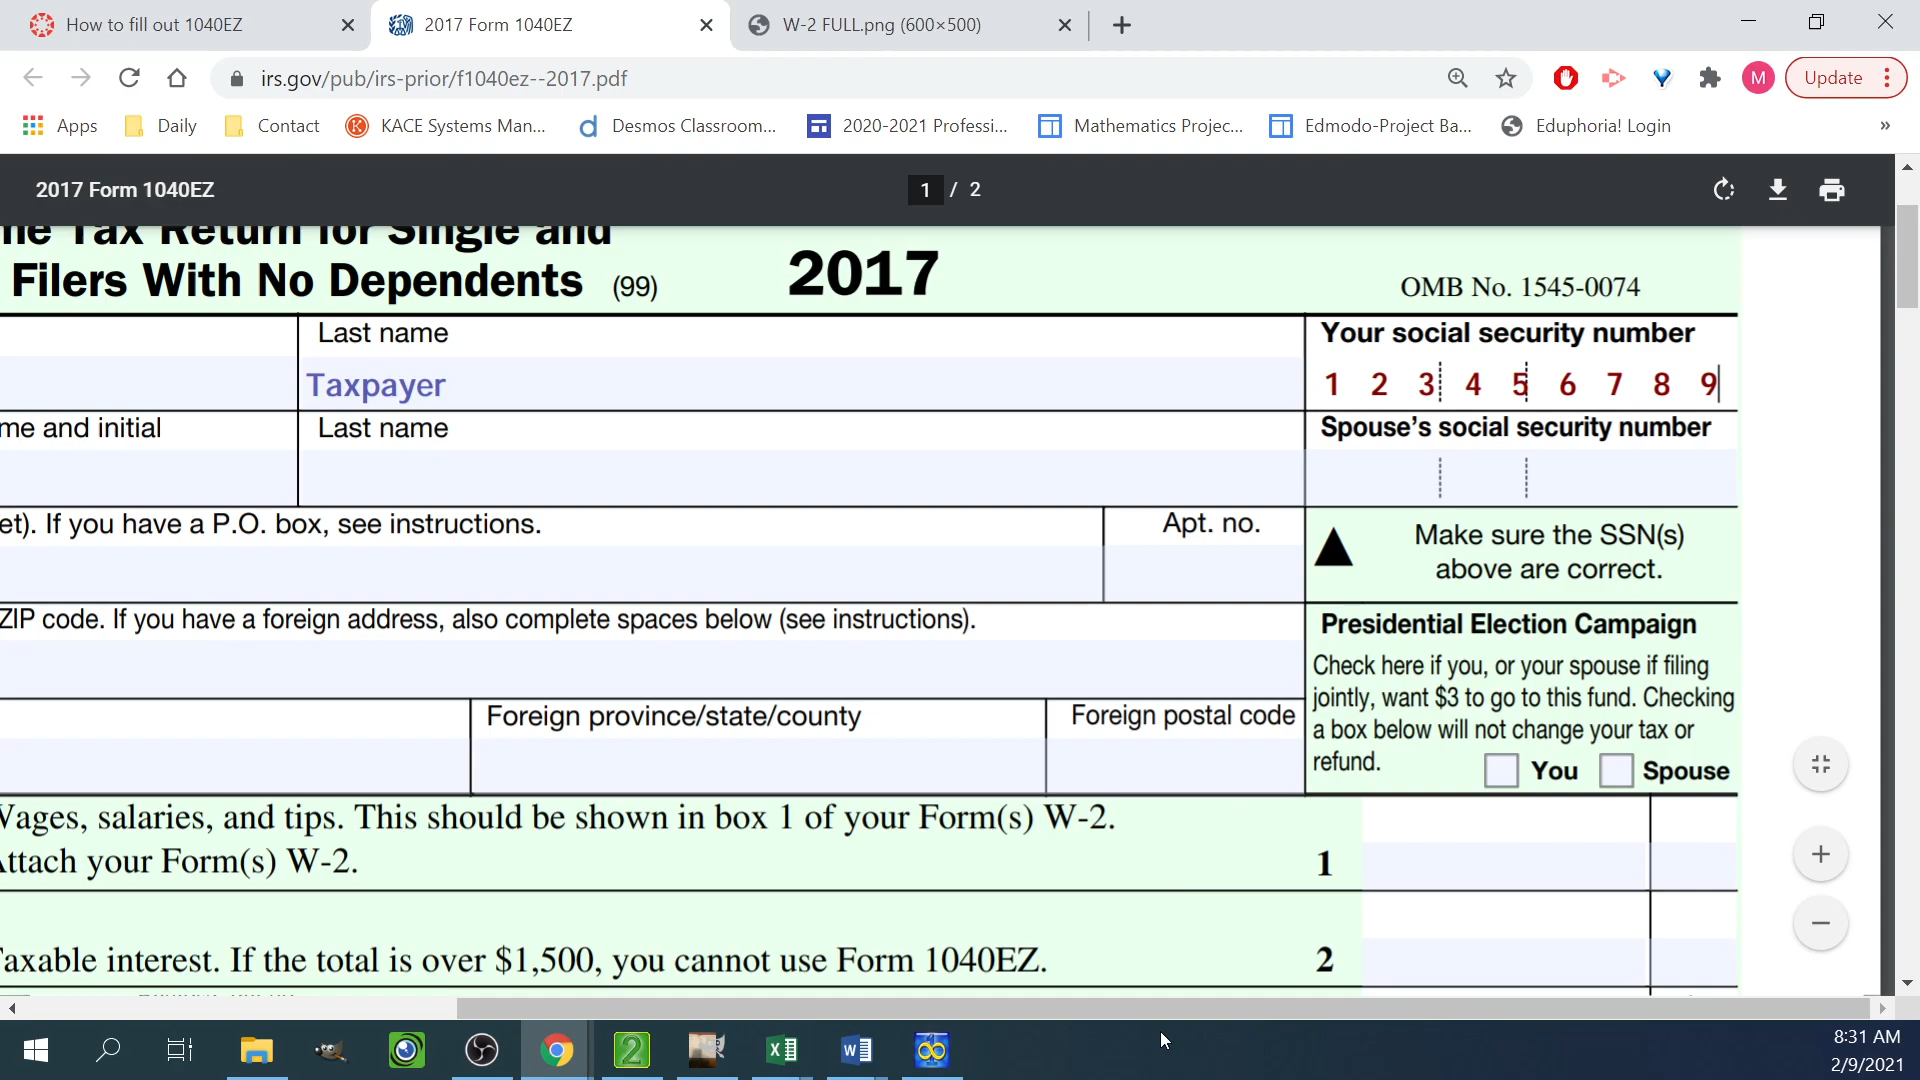 How to fill out 1040EZ
2017 Form 1040EZ
W-2 FULL.png (600×500)
irs.gov/pub/irs-prior/f1040ez--2017.pdf
M
Update
Apps
Daily
Contact
KACE Systems Man...
Desmos Classroom...
2020-2021 Professi...
Mathematics Projec...
Edmodo-Project Ba...
Eduphoria! Login
»
2017 Form 1040EZ
1 / 2
me Tax Return for Single and
Filers With No Dependents (99)
2017
OMB No. 1545-0074
Last name
Your social security number
Taxpayer
1 2 3 4 5 6 7 8 9
me and initial
Last name
Spouse’s social security number
et). If you have a P.O. box, see instructions.
Apt. no.
Make sure the SSN(s)
above are correct.
ZIP code. If you have a foreign address, also complete spaces below (see instructions).
Presidential Election Campaign
Check here if you, or your spouse if filing
jointly, want $3 to go to this fund. Checking
a box below will not change your tax or
refund.
You
Spouse
Foreign province/state/county
Foreign postal code
Wages, salaries, and tips. This should be shown in box 1 of your Form(s) W-2.
Attach your Form(s) W-2.
1
Taxable interest. If the total is over $1,500, you cannot use Form 1040EZ.
2
8:31 AM
2/9/2021